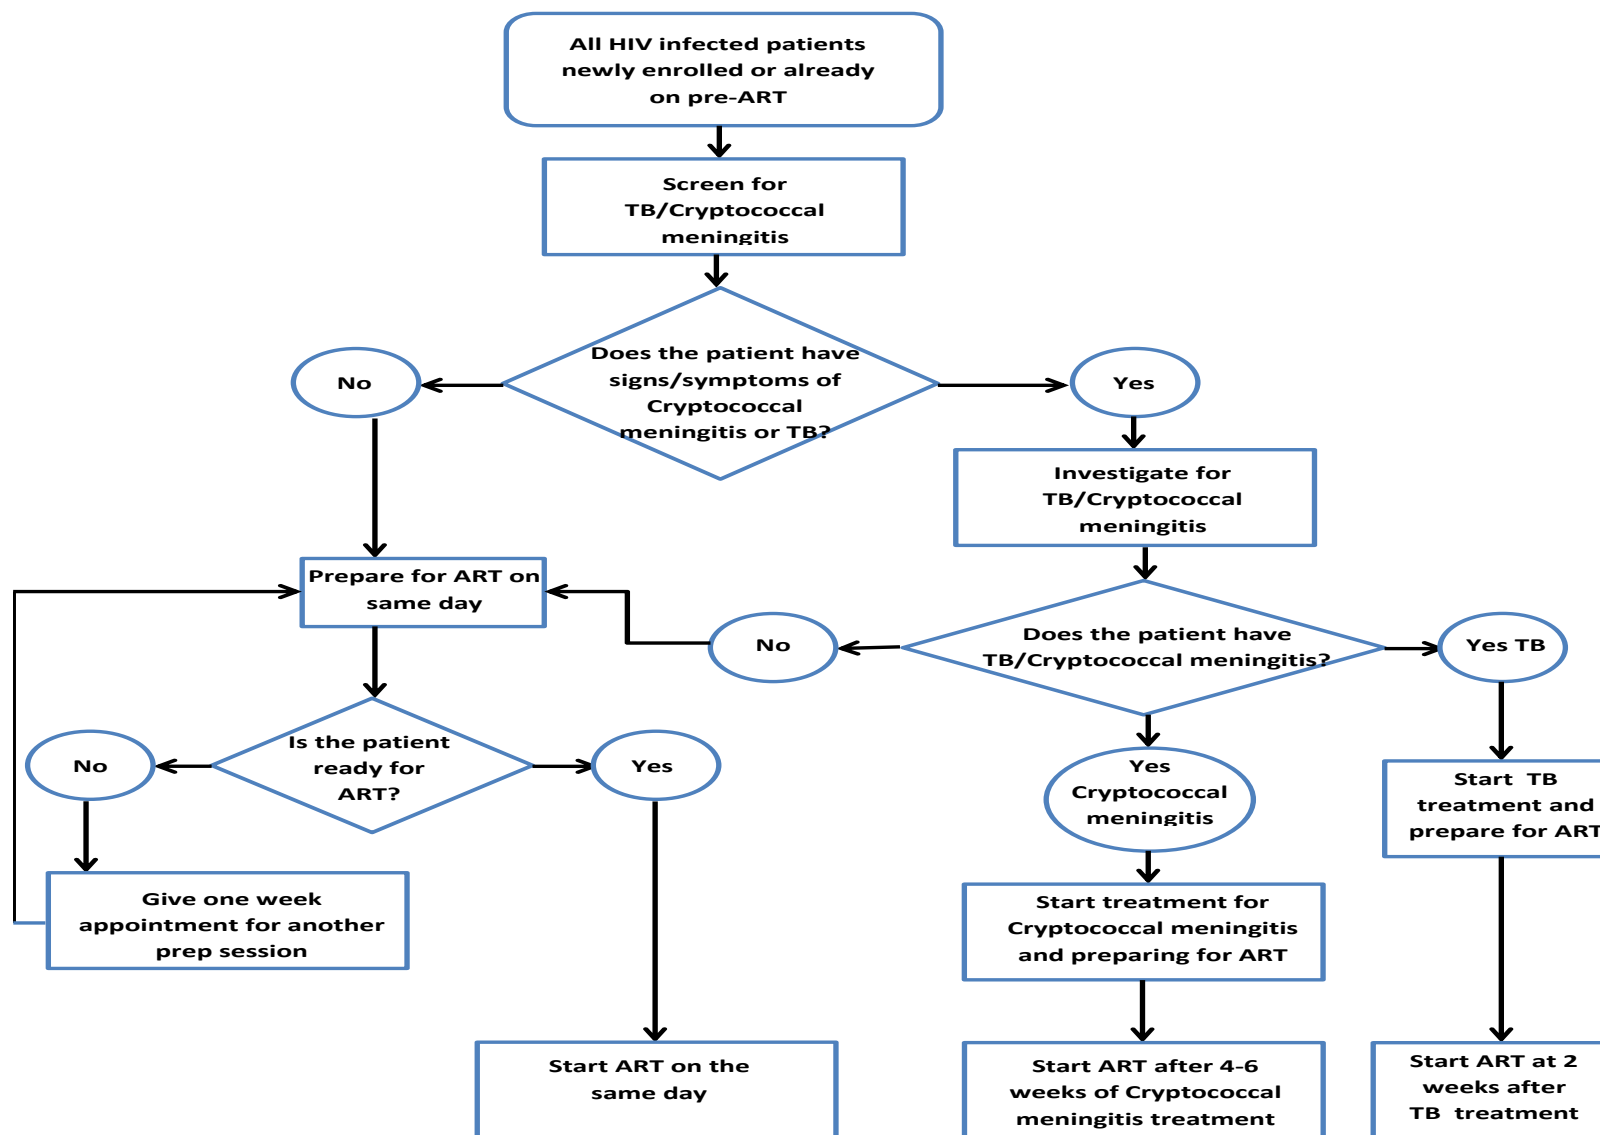 All HIV infected patients
newly enrolled or already
on pre-ART
Screen for
TB/Cryptococcal
meningitis
Does the patient have
signs/symptoms of
Cryptococcal
meningitis or TB?
No
Yes
Investigate for
TB/Cryptococcal
meningitis
Prepare for ART on
same day
No
Does the patient have
TB/Cryptococcal meningitis?
Yes TB
Is the patient
ready for
ART?
No
Yes
Yes
Cryptococcal
meningitis
Start TB
treatment and
prepare for ART
Give one week
appointment for another
prep session
Start treatment for
Cryptococcal meningitis
and preparing for ART
Start ART on the
same day
Start ART after 4-6
weeks of Cryptococcal
meningitis treatment
Start ART at 2
weeks after
TB treatment